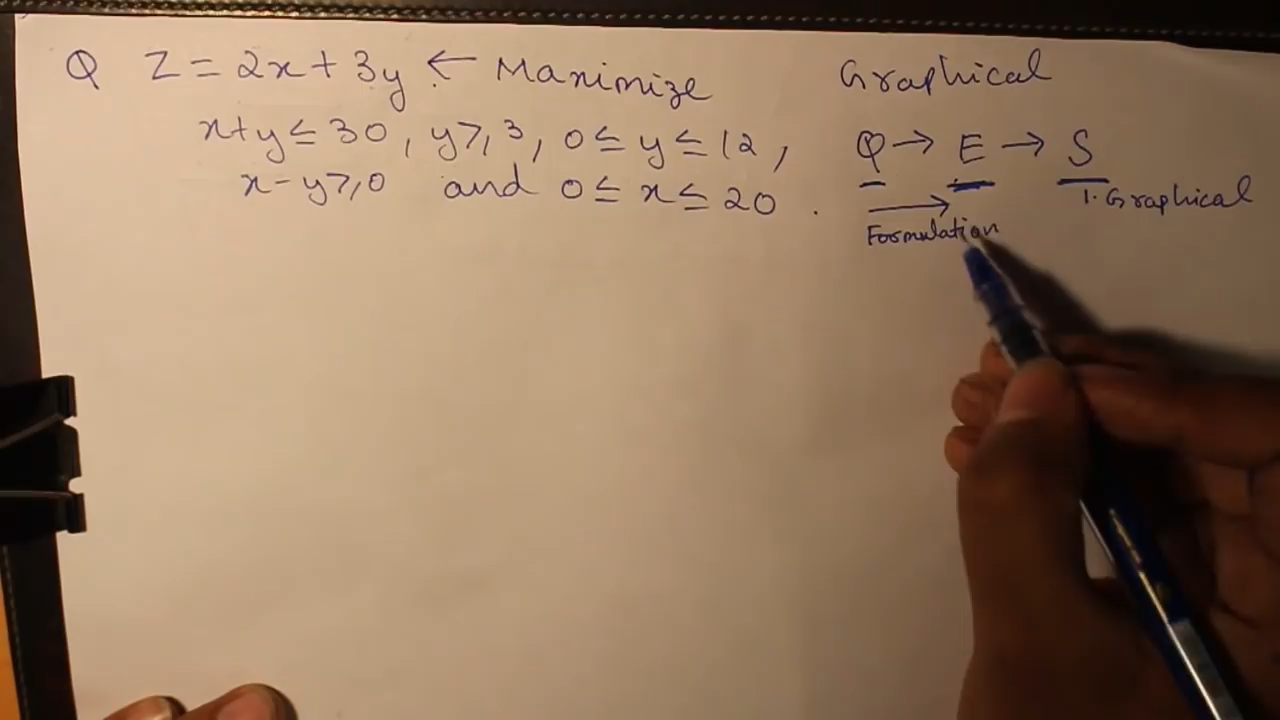 Q Z = 2x + 3y ← Maximize
x+y ≤ 30, y ≥ 3, 0 ≤ y ≤ 12,
x-y ≥ 0 and 0 ≤ x ≤ 20.
Graphical
Q → E → S
1. Graphical
Formulation